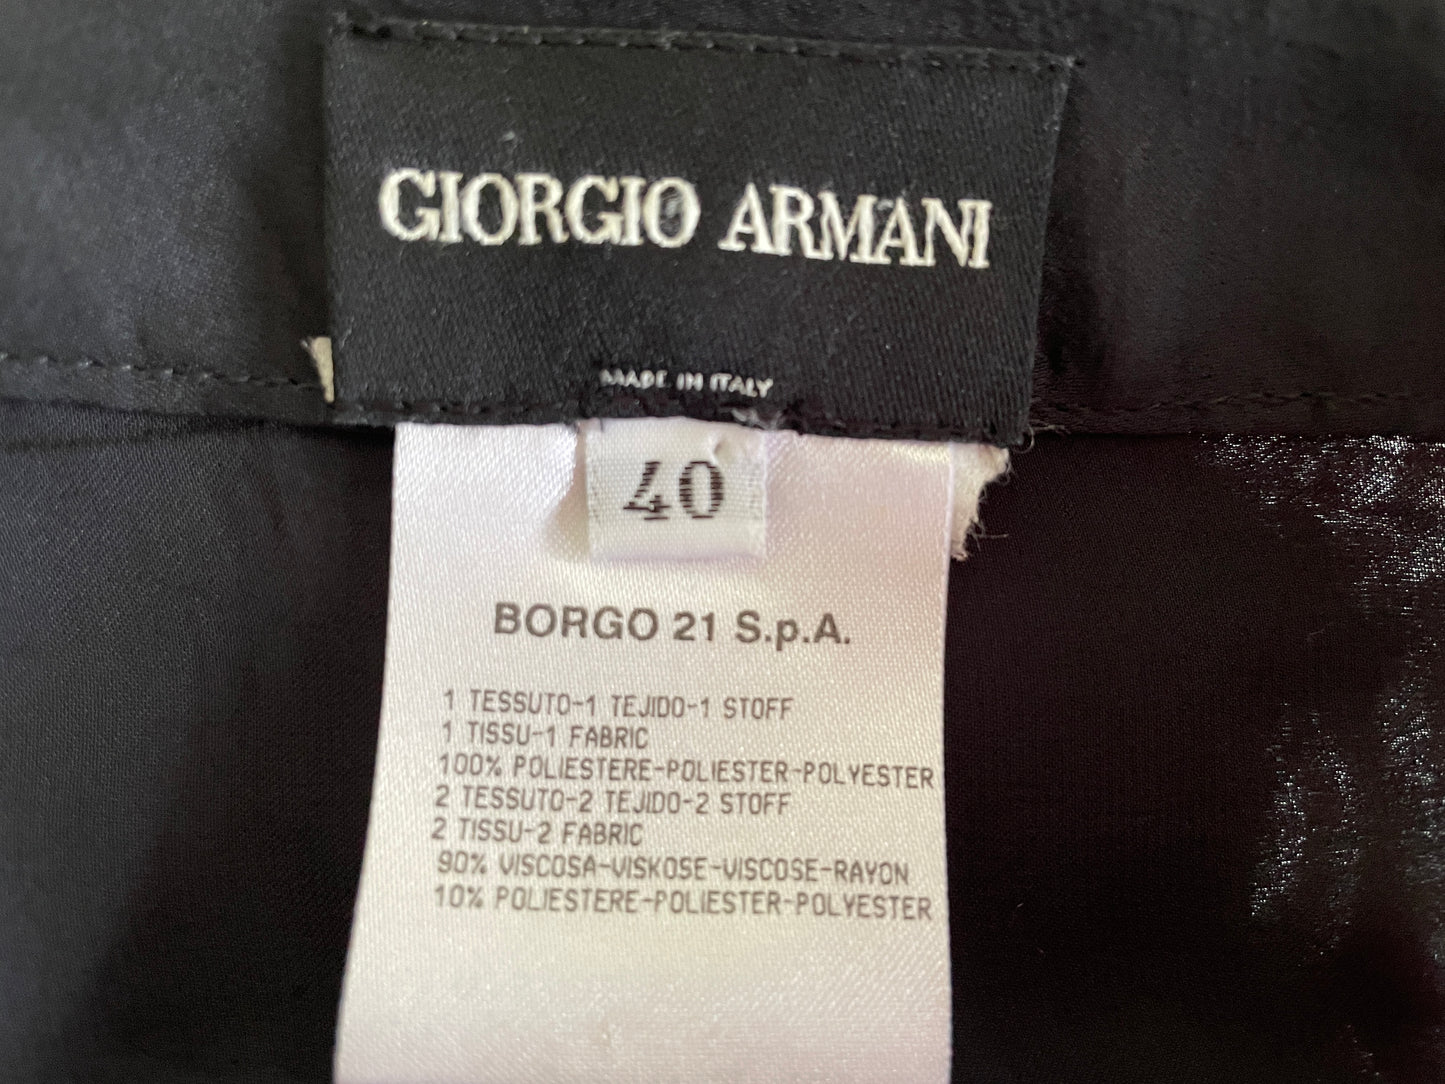 GIORGIO ARMANI
MADE IN ITALY
40
BORGO 21 S.p.A.
1 TESSUTO-1 TEJIDO-1 STOFF
1 TISSU-1 FABRIC
100% POLIESTERE-POLIESTER-POLYESTER
2 TESSUTO-2 TEJIDO-2 STOFF
2 TISSU-2 FABRIC
90% VISCOSA-VISKOSE-VISCOSE-RAYON
10% POLIESTERE-POLIESTER-POLYESTER